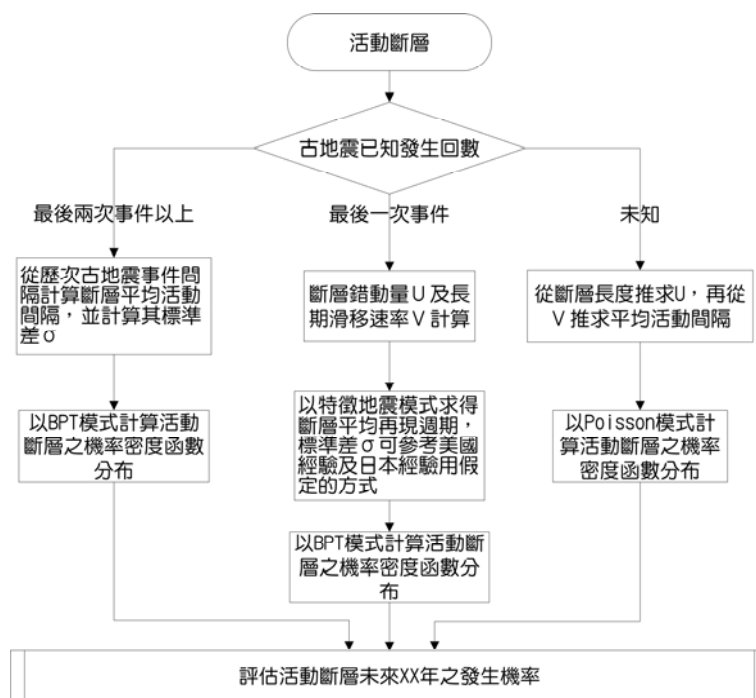 活動斷層
古地震已知發生回數
最後兩次事件以上
最後一次事件
未知
從歷次古地震事件間
隔計算斷層平均活動
間隔，並計算其標準
差σ
斷層錯動量U及長
期滑移速率V計算
從斷層長度推求U，再從
V推求平均活動間隔
以BPT模式計算活動
斷層之機率密度函數
分布
以特徵地震模式求得
斷層平均再現週期，
標準差σ可參考美國
經驗及日本經驗用假
定的方式
以Poisson模式計
算活動斷層之機率
密度函數分布
以BPT模式計算活動斷
層之機率密度函數分
布
評估活動斷層未來XX年之發生機率